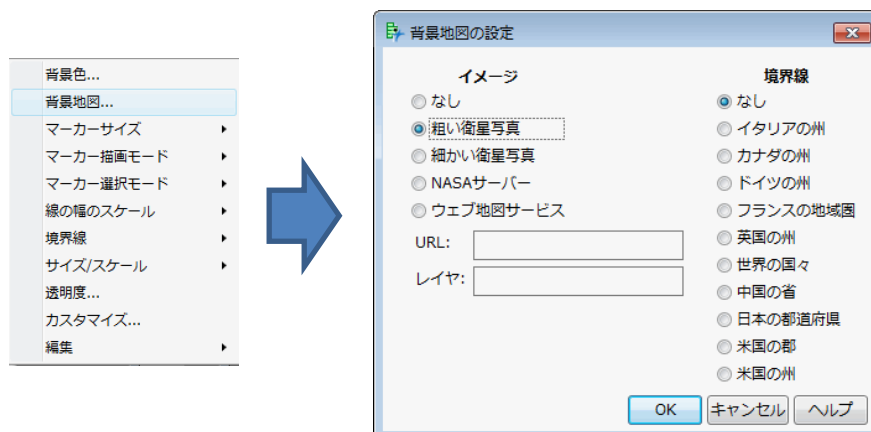 背景色...
背景地図...
マーカーサイズ
マーカー描画モード
マーカー選択モード
線の幅のスケール
境界線
サイズ/スケール
透明度...
カスタマイズ...
編集
背景地図の設定
イメージ
なし
粗い衛星写真
細かい衛星写真
NASAサーバー
ウェブ地図サービス
URL:
レイヤ:
境界線
なし
イタリアの州
カナダの州
ドイツの州
フランスの地域圏
英国の州
世界の国々
中国の省
日本の都道府県
米国の郡
米国の州
OK
キャンセル
ヘルプ